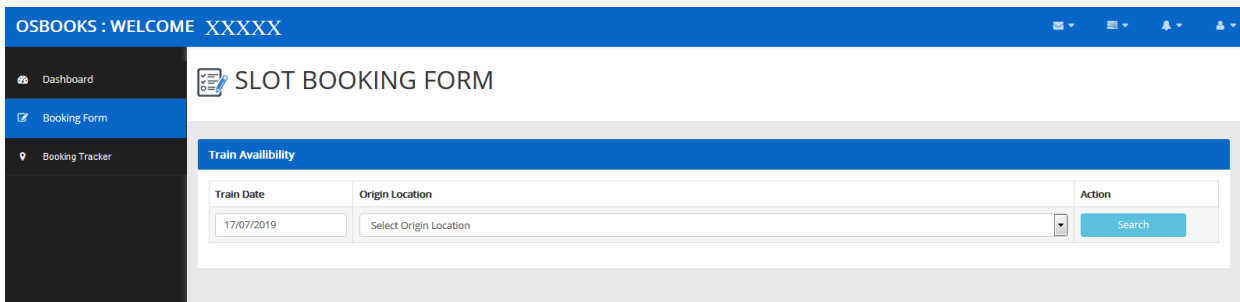 OSBOOKS : WELCOME XXXXX
Dashboard
Booking Form
Booking Tracker
SLOT BOOKING FORM
Train Availibility
Train Date Origin Location Action
17/07/2019 Select Origin Location Search